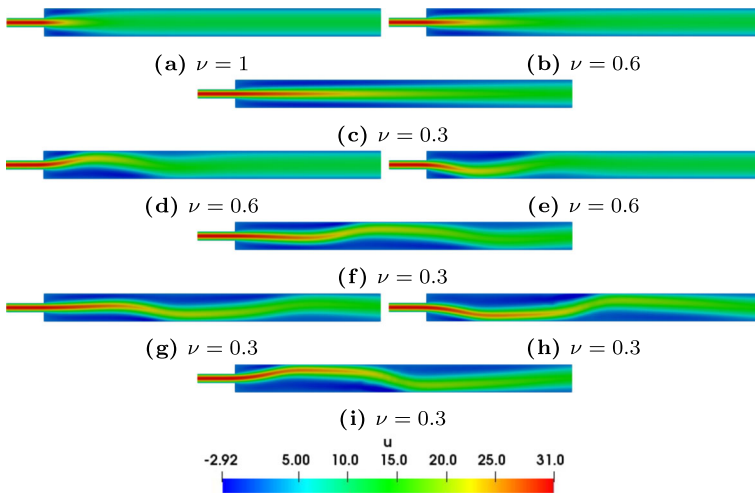 (a) ν = 1
(b) ν = 0.6
(c) ν = 0.3
(d) ν = 0.6
(e) ν = 0.6
(f) ν = 0.3
(g) ν = 0.3
(h) ν = 0.3
(i) ν = 0.3
u
-2.92 5.00 10.0 15.0 20.0 25.0 31.0